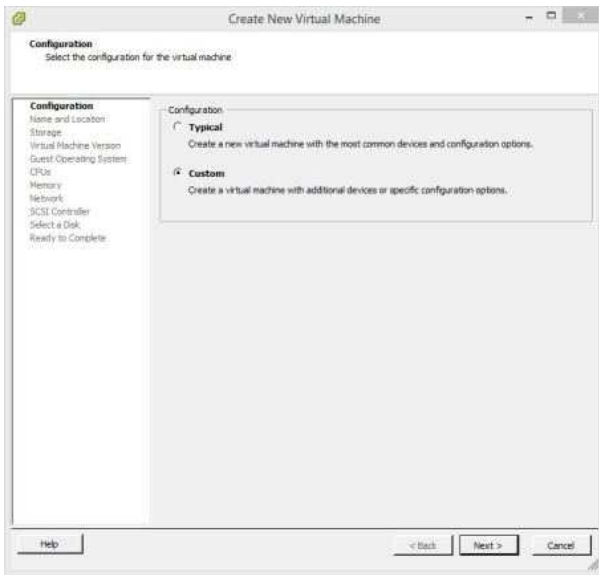 Create New Virtual Machine
Configuration
Select the configuration for the virtual machine
Configuration
Name and Location
Storage
Virtual Machine Version
Guest Operating System
CPUs
Memory
Network
SCSI Controller
Select a Disk
Ready to Complete
Configuration
Typical
Create a new virtual machine with the most common devices and configuration options.
Custom
Create a virtual machine with additional devices or specific configuration options.
Help
< Back
Next >
Cancel